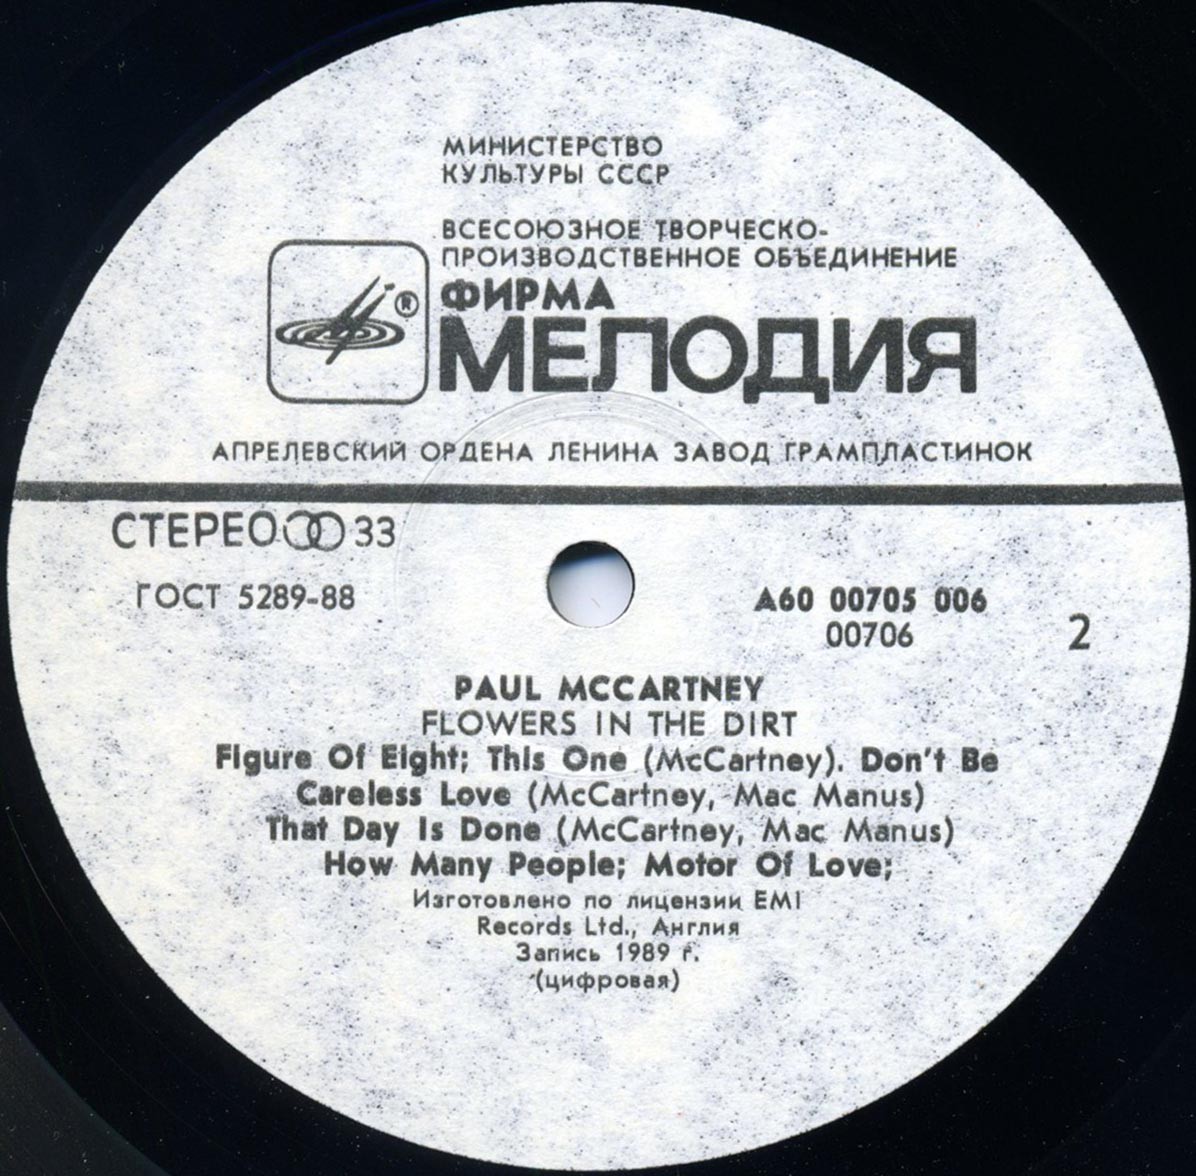 МИНИСТЕРСТВО
КУЛЬТУРЫ СССР
ВСЕСОЮЗНОЕ ТВОРЧЕСКО-
ПРОИЗВОДСТВЕННОЕ ОБЪЕДИНЕНИЕ
®
ФИРМА
МЕЛОДИЯ
АПРЕЛЕВСКИЙ ОРДЕНА ЛЕНИНА ЗАВОД ГРАМПЛАСТИНОК
СТЕРЕО 33
ГОСТ 5289-88
А60 00705 006
00706
2
PAUL MCCARTNEY
FLOWERS IN THE DIRT
Figure Of Eight; This One (McCartney). Don't Be
Careless Love (McCartney, Mac Manus)
That Day Is Done (McCartney, Mac Manus)
How Many People; Motor Of Love;
Изготовлено по лицензии EMI
Records Ltd., Англия
Запись 1989 г.
(цифровая)